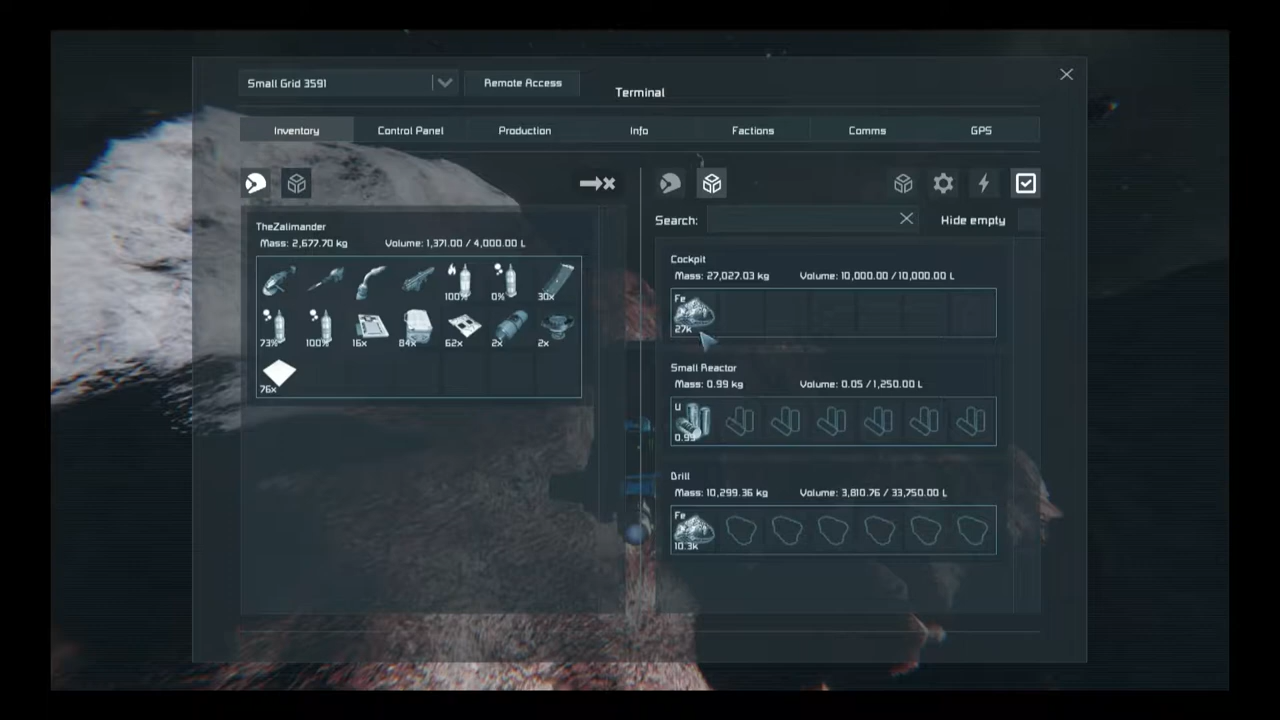 Small Grid 3591
Remote Access
Terminal
Inventory
Control Panel
Production
Info
Factions
Comms
GPS
Search:
Hide empty
TheZalimander
Mass: 2,677.70 kg
Volume: 1,371.00 / 4,000.00 L
100%
0%
30x
73%
100%
16x
84x
62x
2x
2x
76x
Cockpit
Mass: 27,027.03 kg
Volume: 10,000.00 / 10,000.00 L
Fe
27k
Small Reactor
Mass: 0.99 kg
Volume: 0.05 / 1,250.00 L
U
0.99
Drill
Mass: 10,299.36 kg
Volume: 3,810.76 / 33,750.00 L
Fe
10.3k